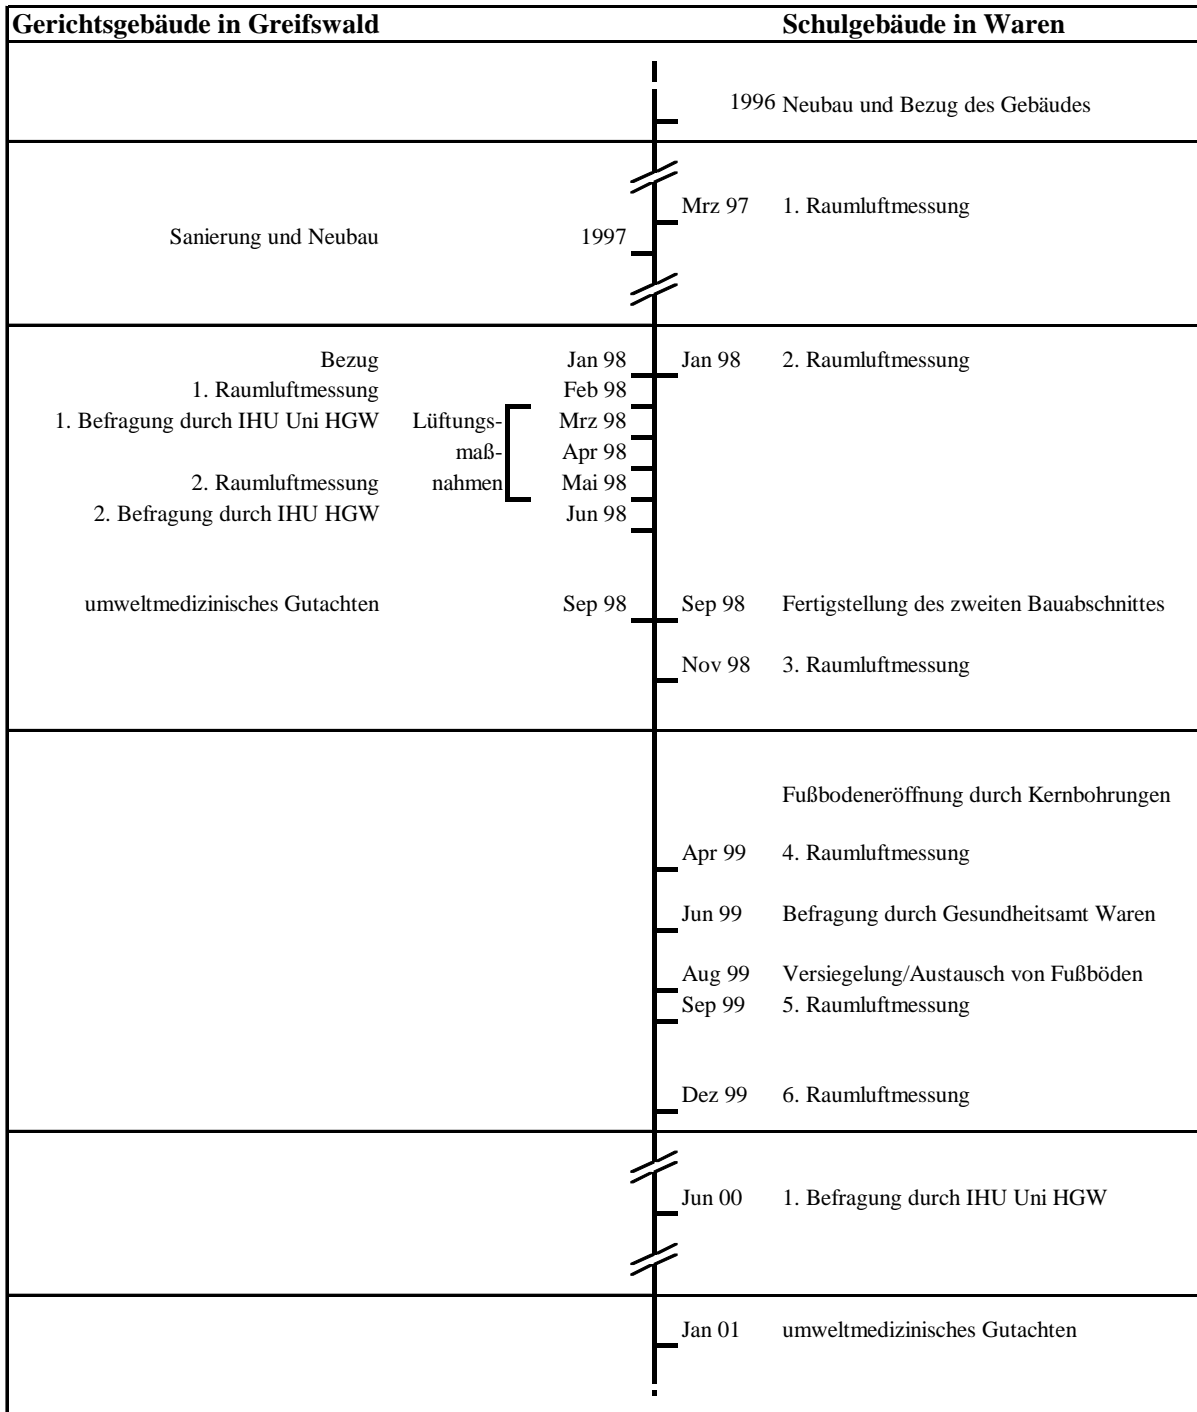 Gerichtsgebäude in Greifswald Schulgebäude in Waren
1996 Neubau und Bezug des Gebäudes
Mrz 97 1. Raumluftmessung
Sanierung und Neubau 1997
Bezug Jan 98 Jan 98 2. Raumluftmessung
1. Raumluftmessung Feb 98
1. Befragung durch IHU Uni HGW Lüftungs- Mrz 98
maß- Apr 98
2. Raumluftmessung nahmen Mai 98
2. Befragung durch IHU HGW Jun 98
umweltmedizinisches Gutachten Sep 98 Sep 98 Fertigstellung des zweiten Bauabschnittes
Nov 98 3. Raumluftmessung
Fußbodeneröffnung durch Kernbohrungen
Apr 99 4. Raumluftmessung
Jun 99 Befragung durch Gesundheitsamt Waren
Aug 99 Versiegelung/Austausch von Fußböden
Sep 99 5. Raumluftmessung
Dez 99 6. Raumluftmessung
Jun 00 1. Befragung durch IHU Uni HGW
Jan 01 umweltmedizinisches Gutachten